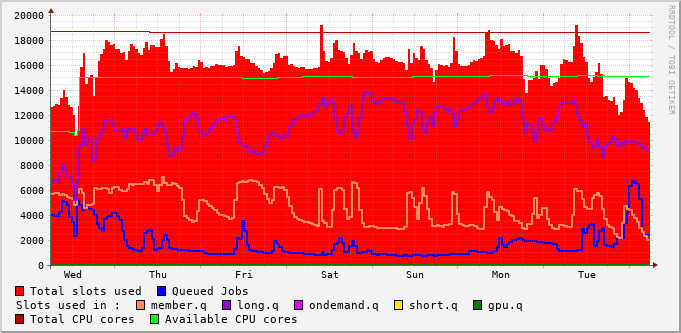 20000
18000
16000
14000
12000
10000
8000
6000
4000
2000
0
Wed Thu Fri Sat Sun Mon Tue
RRDTOOL / TOBI OETIKER
Total slots used Queued Jobs
Slots used in : member.q long.q ondemand.q short.q gpu.q
Total CPU cores Available CPU cores